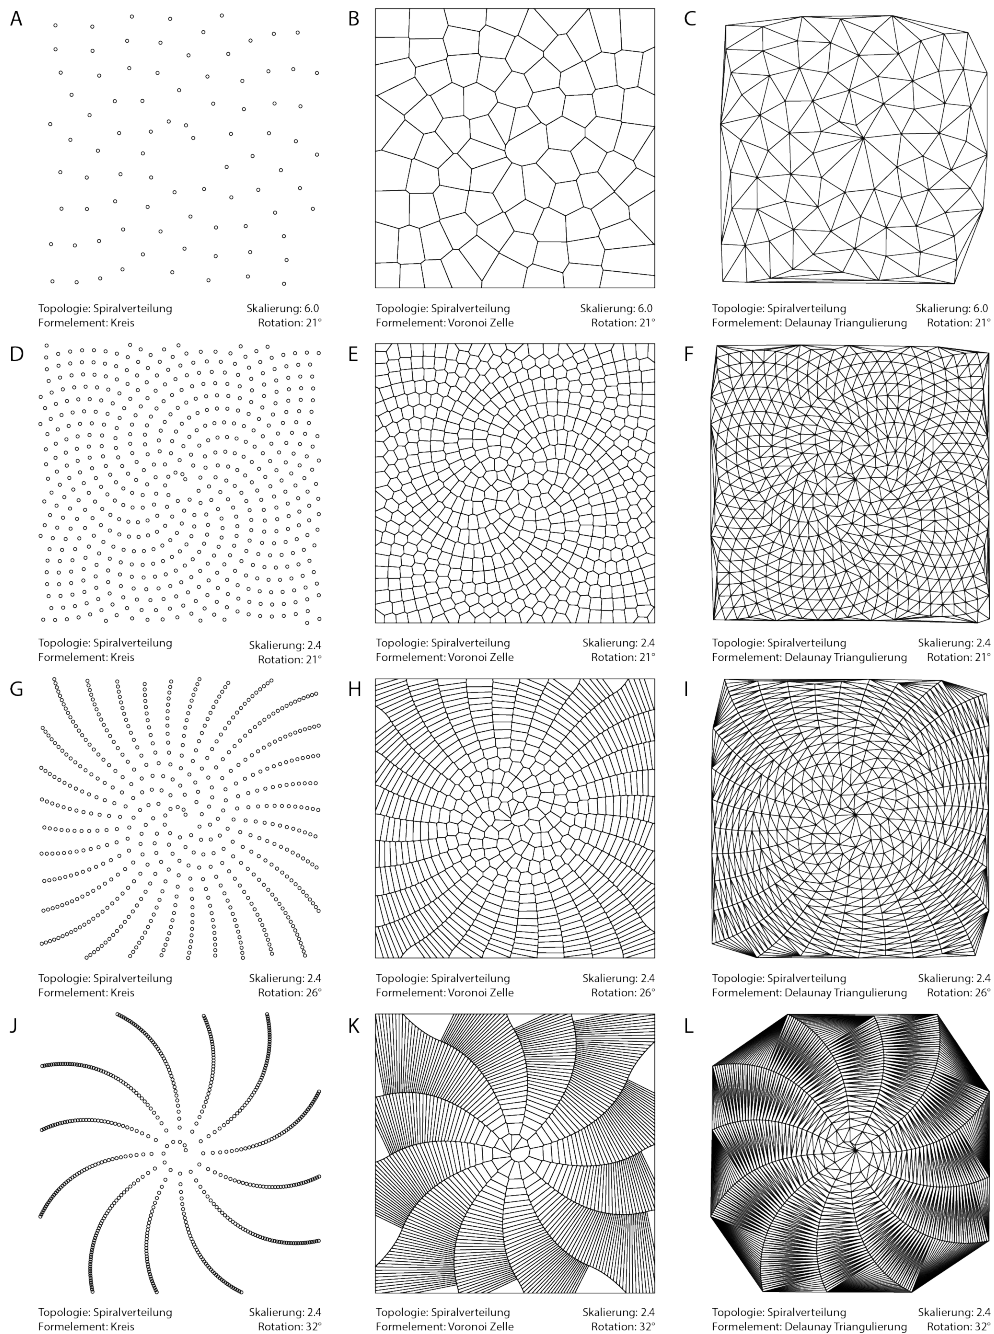 A
B
C
Topologie: Spiralverteilung Skalierung: 6.0
Formelement: Kreis Rotation: 21°
Topologie: Spiralverteilung Skalierung: 6.0
Formelement: Voronoi Zelle Rotation: 21°
Topologie: Spiralverteilung Skalierung: 6.0
Formelement: Delaunay Triangulierung Rotation: 21°
D
E
F
Topologie: Spiralverteilung Skalierung: 2.4
Formelement: Kreis Rotation: 21°
Topologie: Spiralverteilung Skalierung: 2.4
Formelement: Voronoi Zelle Rotation: 21°
Topologie: Spiralverteilung Skalierung: 2.4
Formelement: Delaunay Triangulierung Rotation: 21°
G
H
I
Topologie: Spiralverteilung Skalierung: 2.4
Formelement: Kreis Rotation: 26°
Topologie: Spiralverteilung Skalierung: 2.4
Formelement: Voronoi Zelle Rotation: 26°
Topologie: Spiralverteilung Skalierung: 2.4
Formelement: Delaunay Triangulierung Rotation: 26°
J
K
L
Topologie: Spiralverteilung Skalierung: 2.4
Formelement: Kreis Rotation: 32°
Topologie: Spiralverteilung Skalierung: 2.4
Formelement: Voronoi Zelle Rotation: 32°
Topologie: Spiralverteilung Skalierung: 2.4
Formelement: Delaunay Triangulierung Rotation: 32°